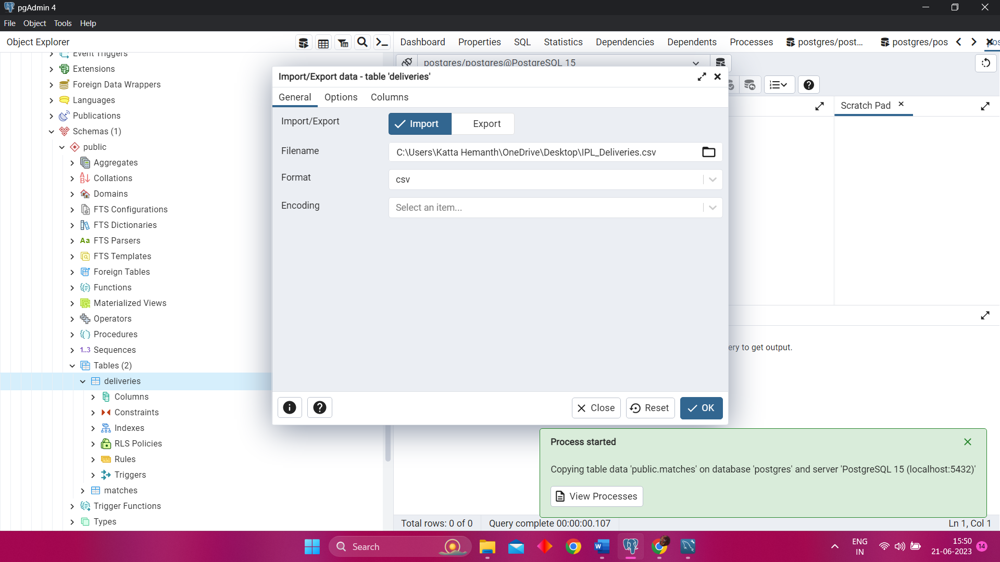 pgAdmin 4
File Object Tools Help
Object Explorer
Dashboard Properties SQL Statistics Dependencies Dependents Processes postgres/post... postgres/pos
Event Triggers
Extensions
Foreign Data Wrappers
Languages
Publications
Schemas (1)
public
Aggregates
Collations
Domains
FTS Configurations
FTS Dictionaries
Aa FTS Parsers
FTS Templates
Foreign Tables
Functions
Materialized Views
Operators
Procedures
1..3 Sequences
Tables (2)
deliveries
Columns
Constraints
Indexes
RLS Policies
Rules
Triggers
matches
Trigger Functions
Types
postgres/postgres@PostgreSQL 15
Scratch Pad
Import/Export data - table 'deliveries'
General Options Columns
Import/Export Import Export
Filename C:\Users\Katta Hemanth\OneDrive\Desktop\IPL_Deliveries.csv
Format csv
Encoding Select an item...
Close Reset OK
ery to get output.
Process started
Copying table data 'public.matches' on database 'postgres' and server 'PostgreSQL 15 (localhost:5432)'
View Processes
Total rows: 0 of 0 Query complete 00:00:00.107 Ln 1, Col 1
Search
ENG
IN
15:50
21-06-2023
14